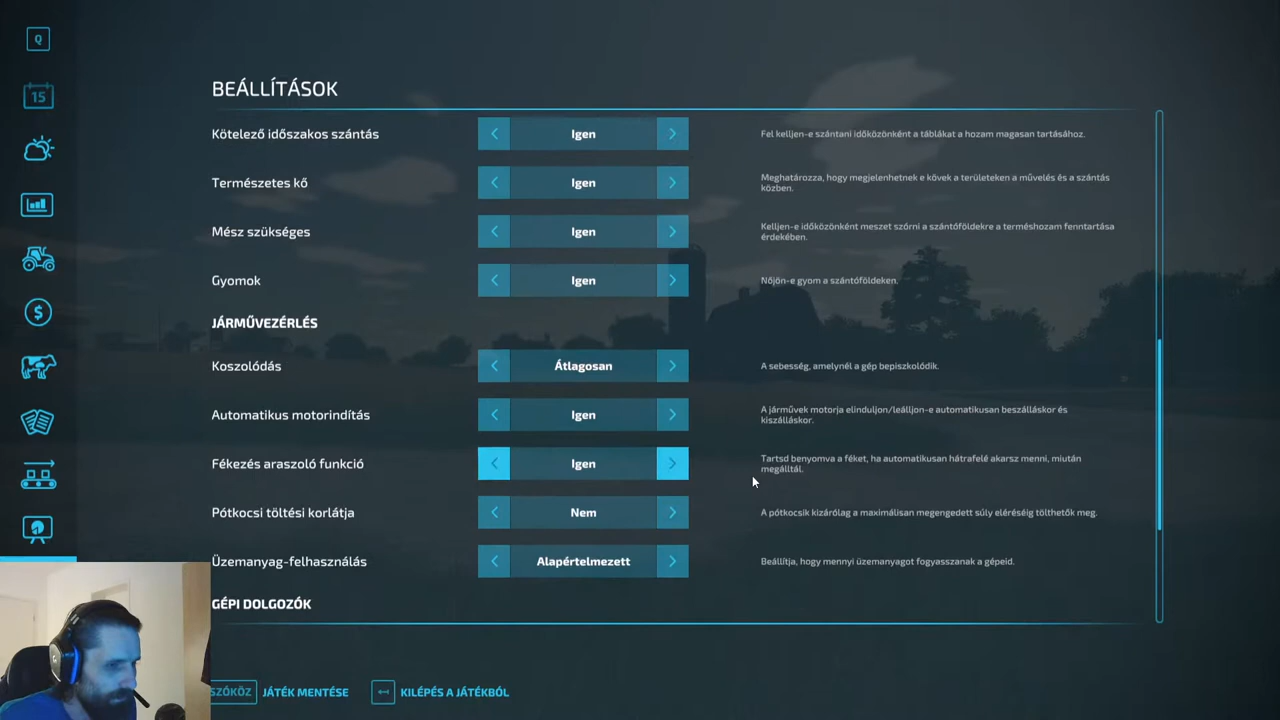 Q
15
BEÁLLÍTÁSOK
Kötelező időszakos szántás
Igen
Fel kelljen-e szántani időközönként a táblákat a hozam magasan tartásához.
Természetes kő
Igen
Meghatározza, hogy megjelenhetnek e kövek a területeken a művelés és a szántás
közben.
Mész szükséges
Igen
Kelljen-e időközönként meszet szórni a szántóföldekre a terméshozam fenntartása
érdekében.
Gyomok
Igen
Nőjön-e gyom a szántóföldeken.
JÁRMŰVEZÉRLÉS
Koszolódás
Átlagosan
A sebesség, amelynél a gép bepiszkolódik.
Automatikus motorindítás
Igen
A járművek motorja elinduljon/leálljon-e automatikusan beszálláskor és
kiszálláskor.
Fékezés araszoló funkció
Igen
Tartsd benyomva a féket, ha automatikusan hátrafelé akarsz menni, miután
megálltál.
Pótkocsi töltési korlátja
Nem
A pótkocsik kizárólag a maximálisan megengedett súly eléréséig tölthetők meg.
Üzemanyag-felhasználás
Alapértelmezett
Beállítja, hogy mennyi üzemanyagot fogyasszanak a gépeid.
GÉPI DOLGOZÓK
SZÓKÖZ JÁTÉK MENTÉSE
KILÉPÉS A JÁTÉKBÓL